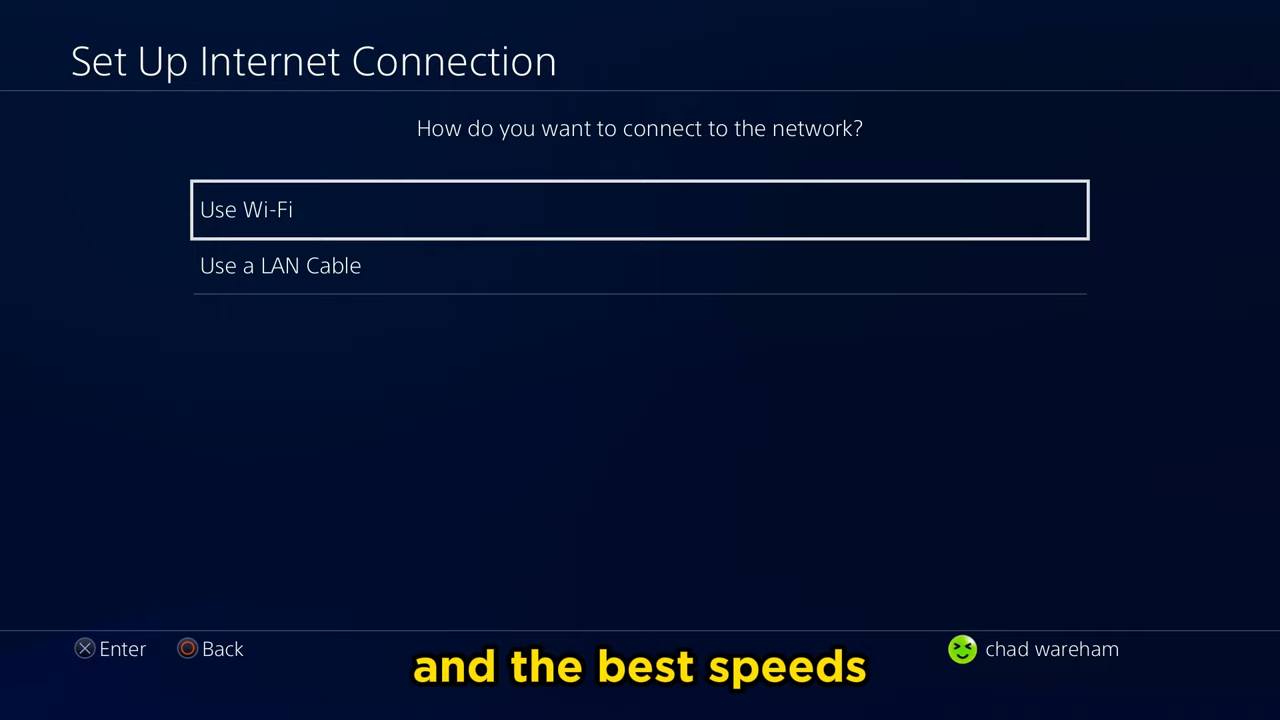 Set Up Internet Connection
How do you want to connect to the network?
Use Wi-Fi
Use a LAN Cable
Enter
Back
chad wareham
and the best speeds